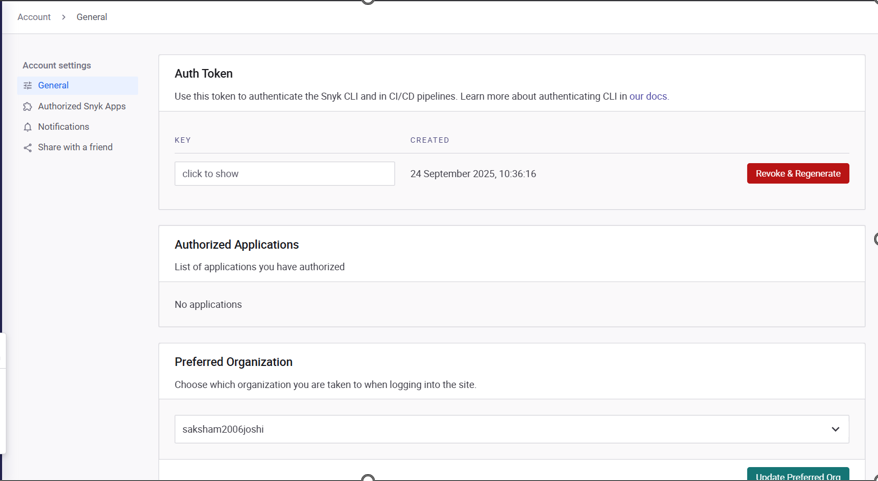 Account > General
Account settings
General
Authorized Snyk Apps
Notifications
Share with a friend
Auth Token
Use this token to authenticate the Snyk CLI and in CI/CD pipelines. Learn more about authenticating CLI in our docs.
KEY CREATED
click to show 24 September 2025, 10:36:16 Revoke & Regenerate
Authorized Applications
List of applications you have authorized
No applications
Preferred Organization
Choose which organization you are taken to when logging into the site.
saksham2006joshi
Update Preferred Org